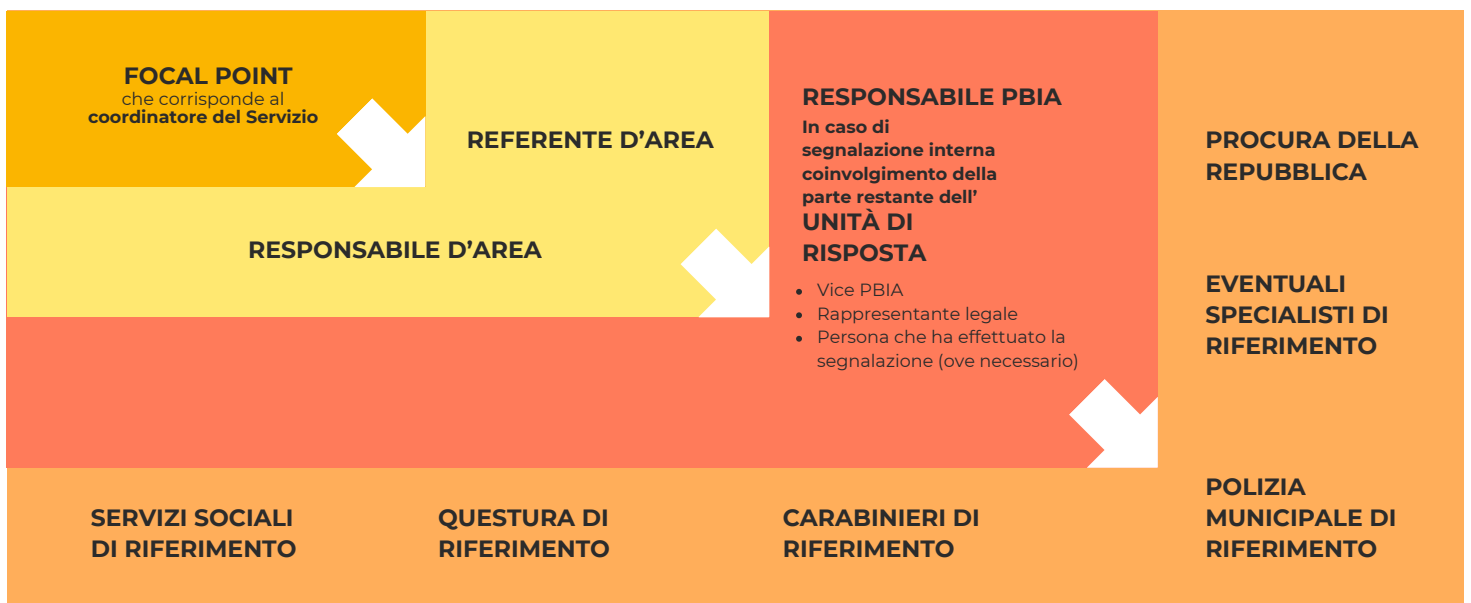 FOCAL POINT
che corrisponde al
coordinatore del Servizio
REFERENTE D’AREA
RESPONSABILE D’AREA
RESPONSABILE PBIA
In caso di
segnalazione interna
coinvolgimento della
parte restante dell’
UNITÀ DI
RISPOSTA
• Vice PBIA
• Rappresentante legale
• Persona che ha effettuato la
segnalazione (ove necessario)
PROCURA DELLA
REPUBBLICA
EVENTUALI
SPECIALISTI DI
RIFERIMENTO
POLIZIA
MUNICIPALE DI
RIFERIMENTO
SERVIZI SOCIALI
DI RIFERIMENTO
QUESTURA DI
RIFERIMENTO
CARABINIERI DI
RIFERIMENTO